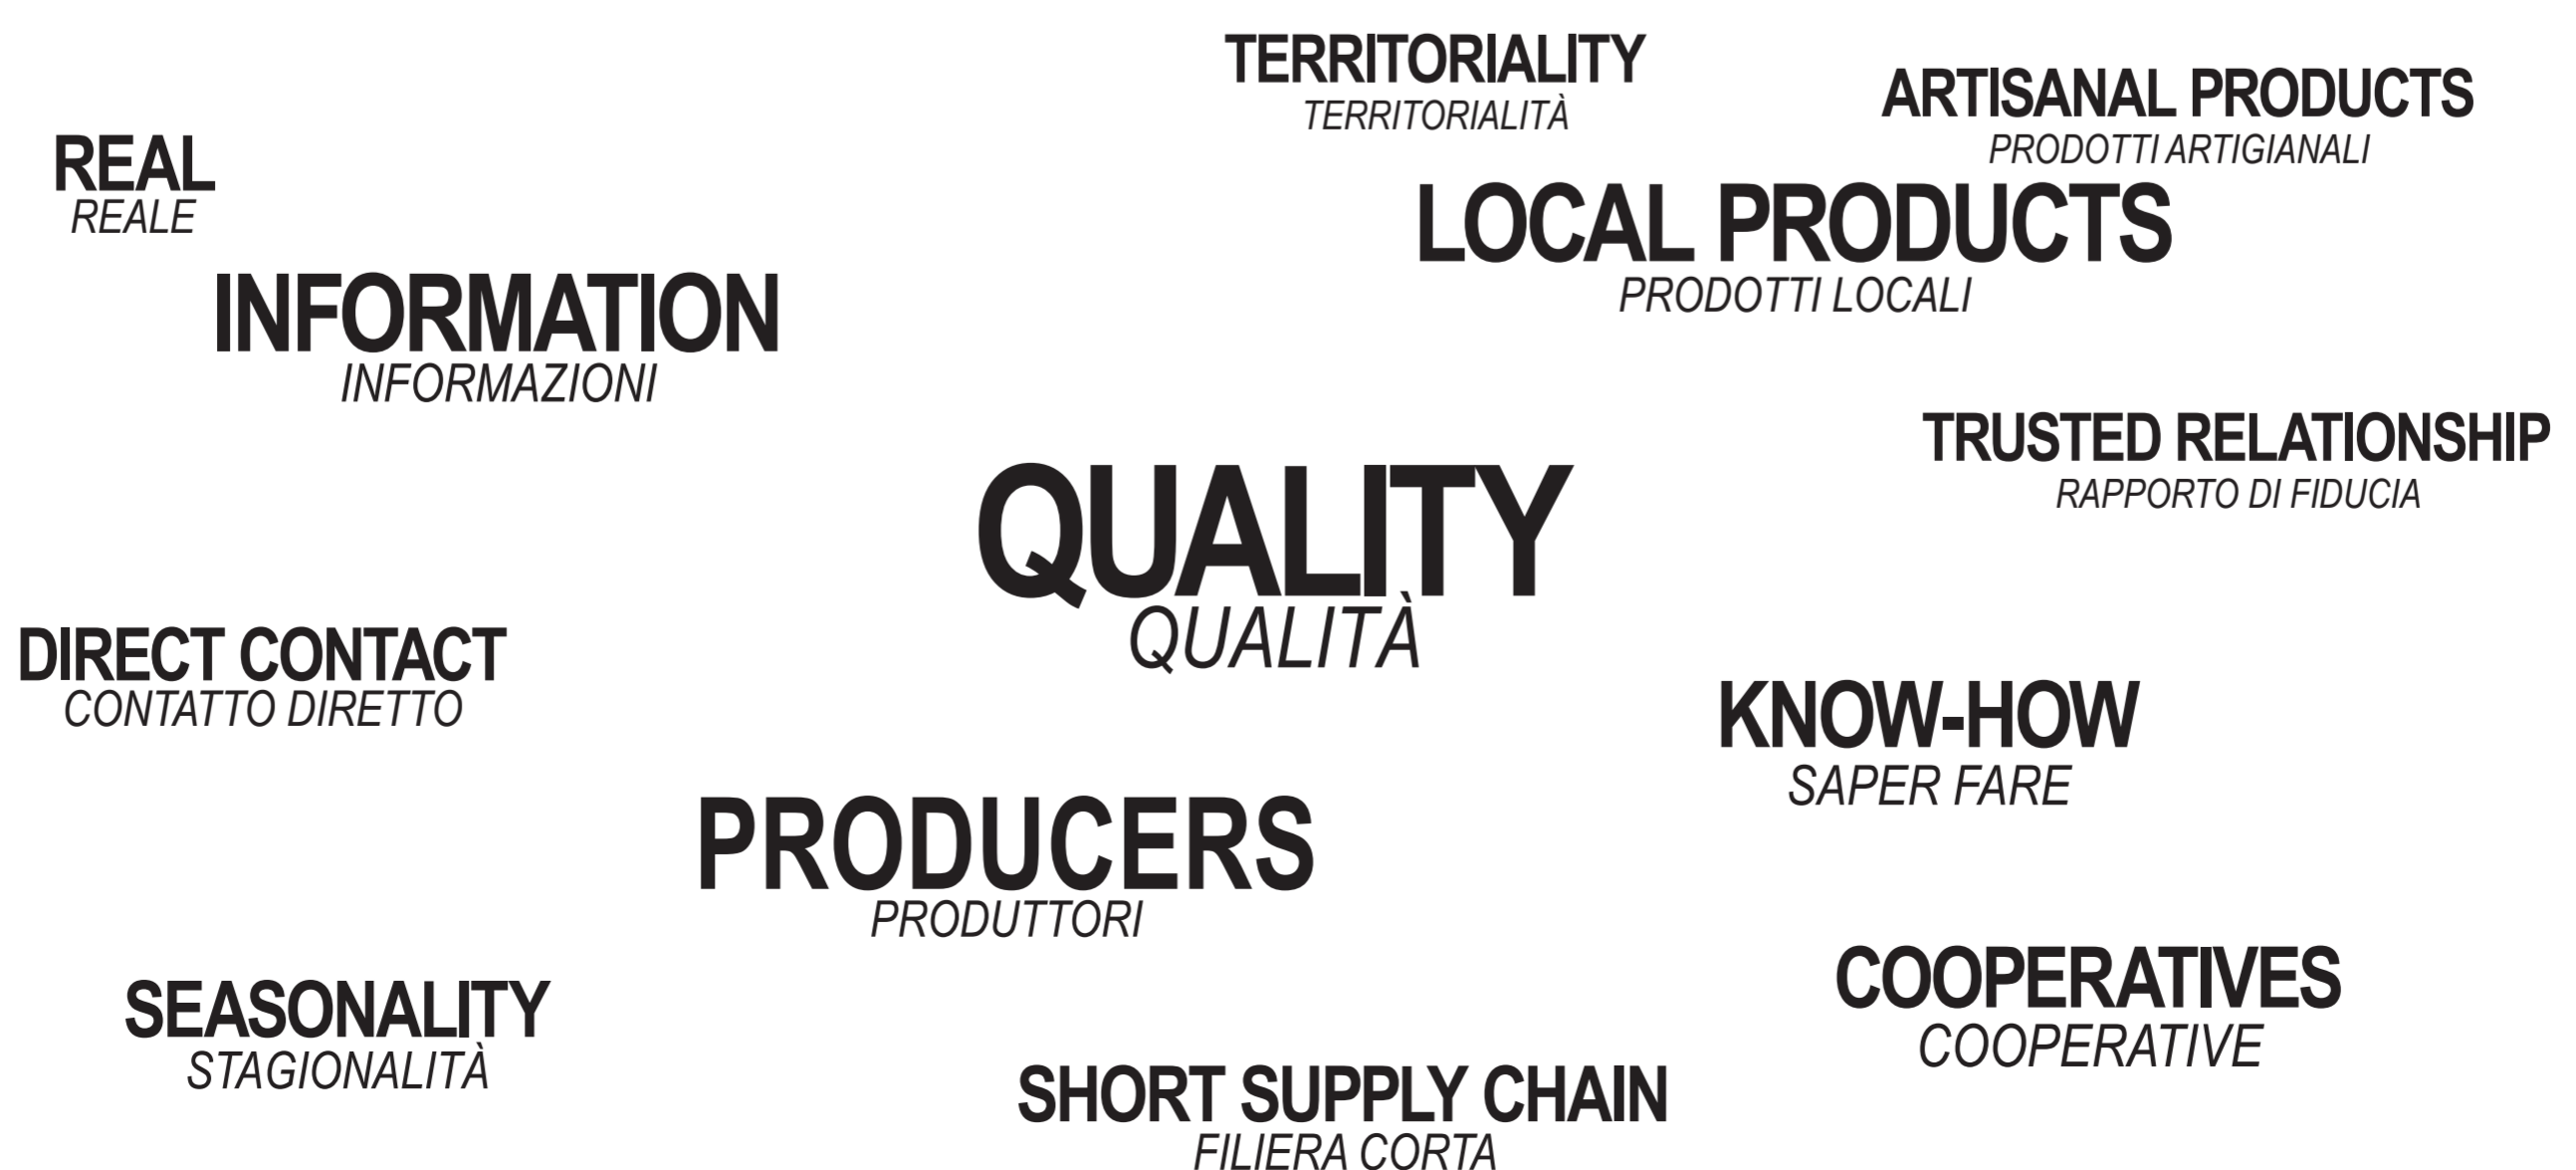 TERRITORIALITY
TERRITORIALITÀ
ARTISANAL PRODUCTS
PRODOTTI ARTIGIANALI
REAL
REALE
LOCAL PRODUCTS
PRODOTTI LOCALI
INFORMATION
INFORMAZIONI
TRUSTED RELATIONSHIP
RAPPORTO DI FIDUCIA
QUALITY
QUALITÀ
DIRECT CONTACT
CONTATTO DIRETTO
KNOW-HOW
SAPER FARE
PRODUCERS
PRODUTTORI
COOPERATIVES
COOPERATIVE
SEASONALITY
STAGIONALITÀ
SHORT SUPPLY CHAIN
FILIERA CORTA